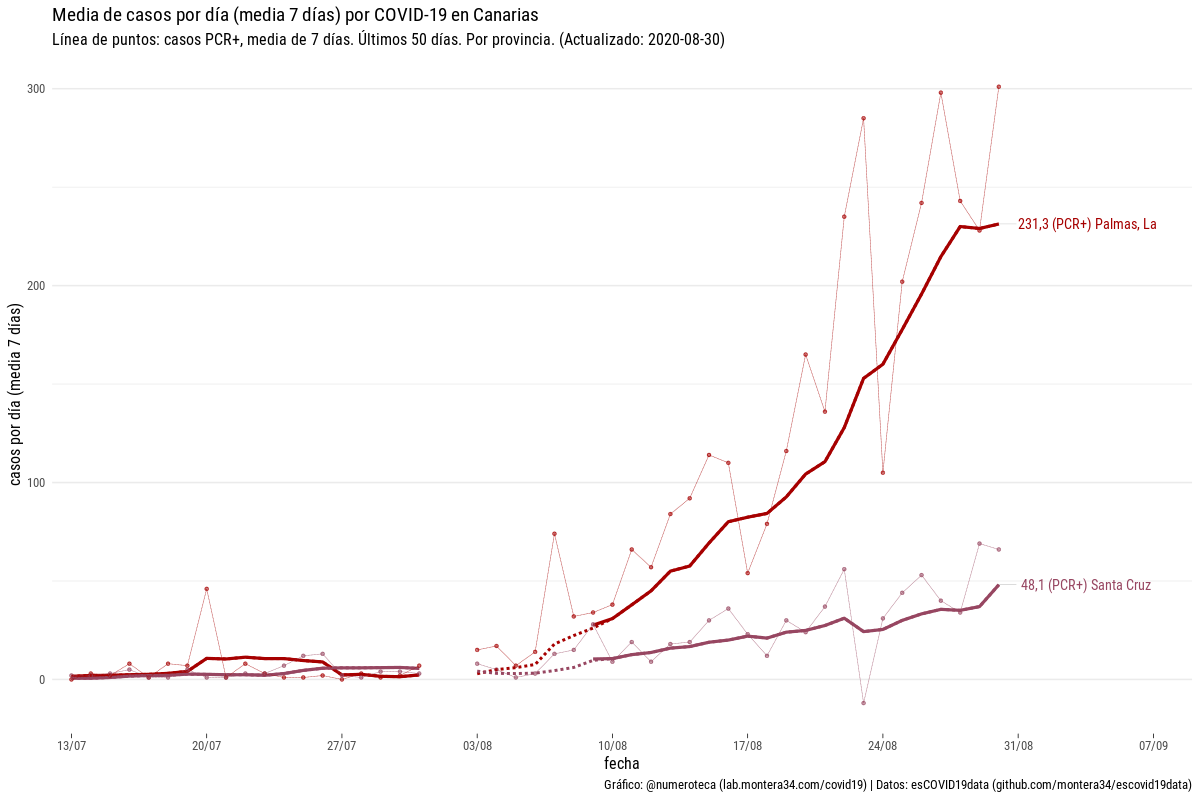 Media de casos por día (media 7 días) por COVID-19 en Canarias
Línea de puntos: casos PCR+, media de 7 días. Últimos 50 días. Por provincia. (Actualizado: 2020-08-30)
casos por día (media 7 días)
300
200
100
0
231,3 (PCR+) Palmas, La
48,1 (PCR+) Santa Cruz
13/07
20/07
27/07
03/08
10/08
17/08
24/08
31/08
07/09
fecha
Gráfico: @numeroteca (lab.montera34.com/covid19) | Datos: esCOVID19data (github.com/montera34/escovid19data)